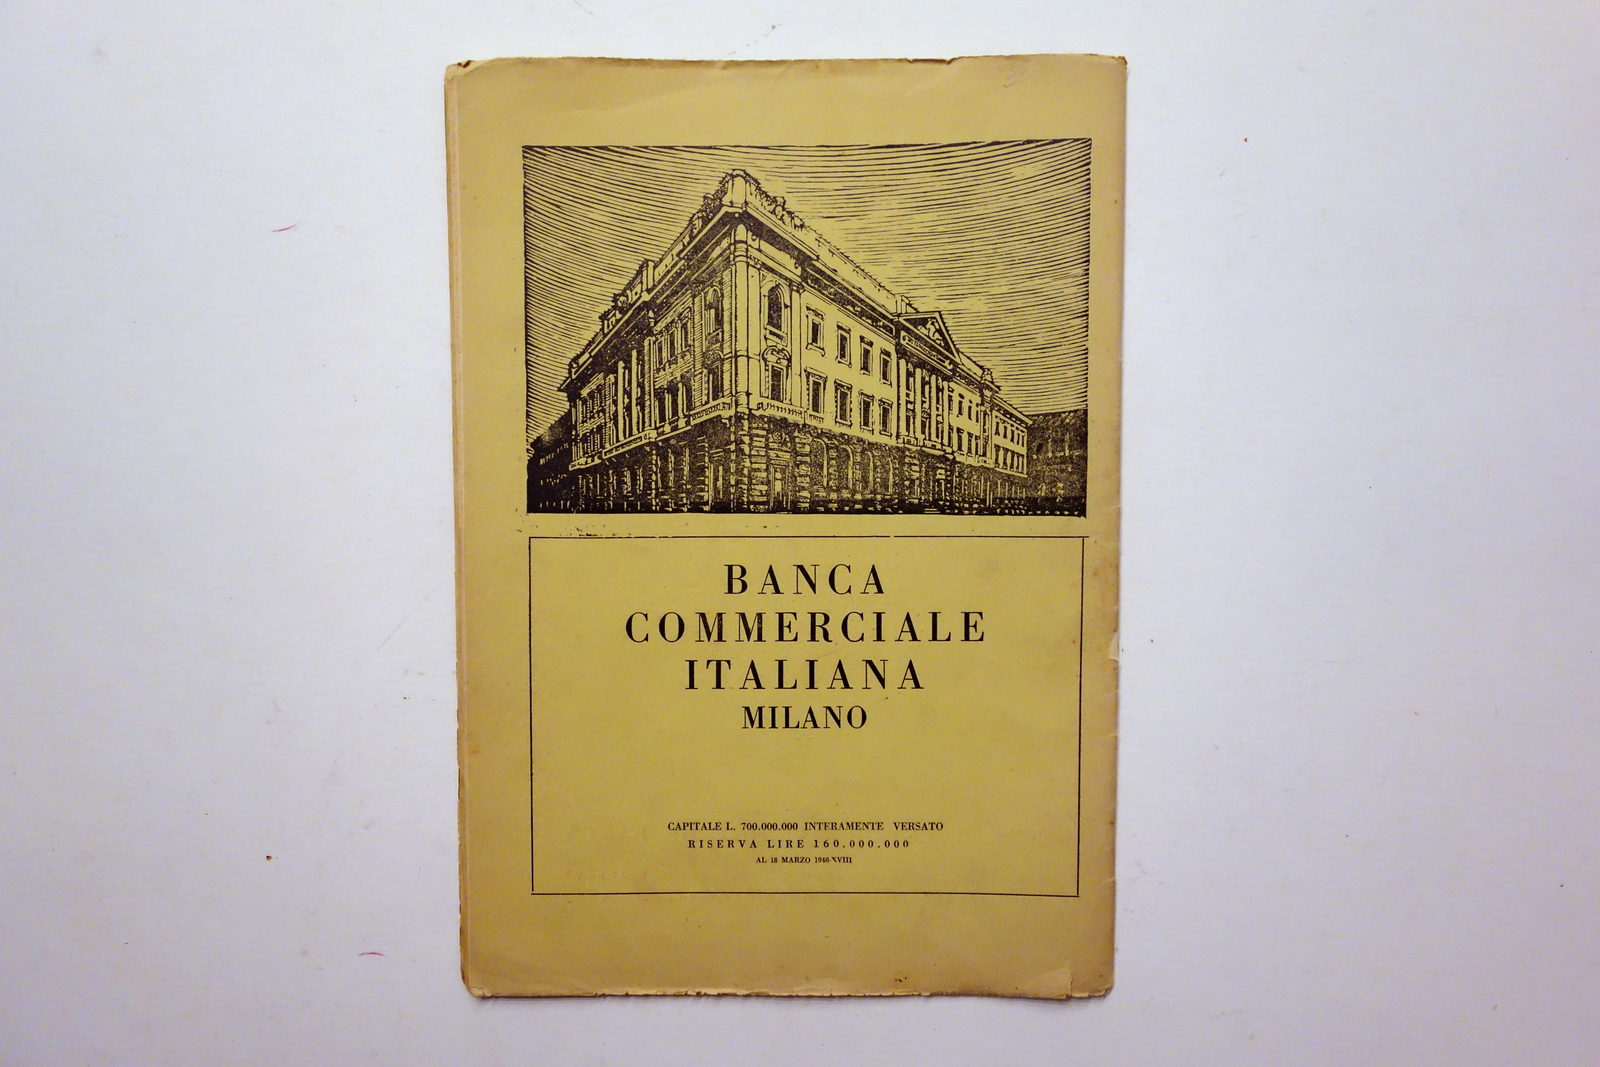 BANCA
COMMERCIALE
ITALIANA
MILANO
CAPITALE L. 700.000.000 INTERAMENTE VERSATO
RISERVA LIRE 160.000.000
AL 18 MARZO 1940-XVIII